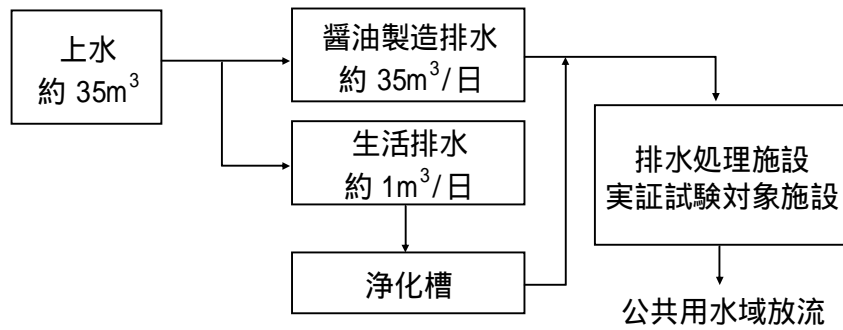 上水
約 35m³
醤油製造排水
約 35m³/日
生活排水
約 1m³/日
浄化槽
排水処理施設
実証試験対象施設
公共用水域放流